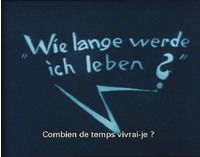 "Wie lange werde
ich leben?"
Combien de temps vivrai-je ?